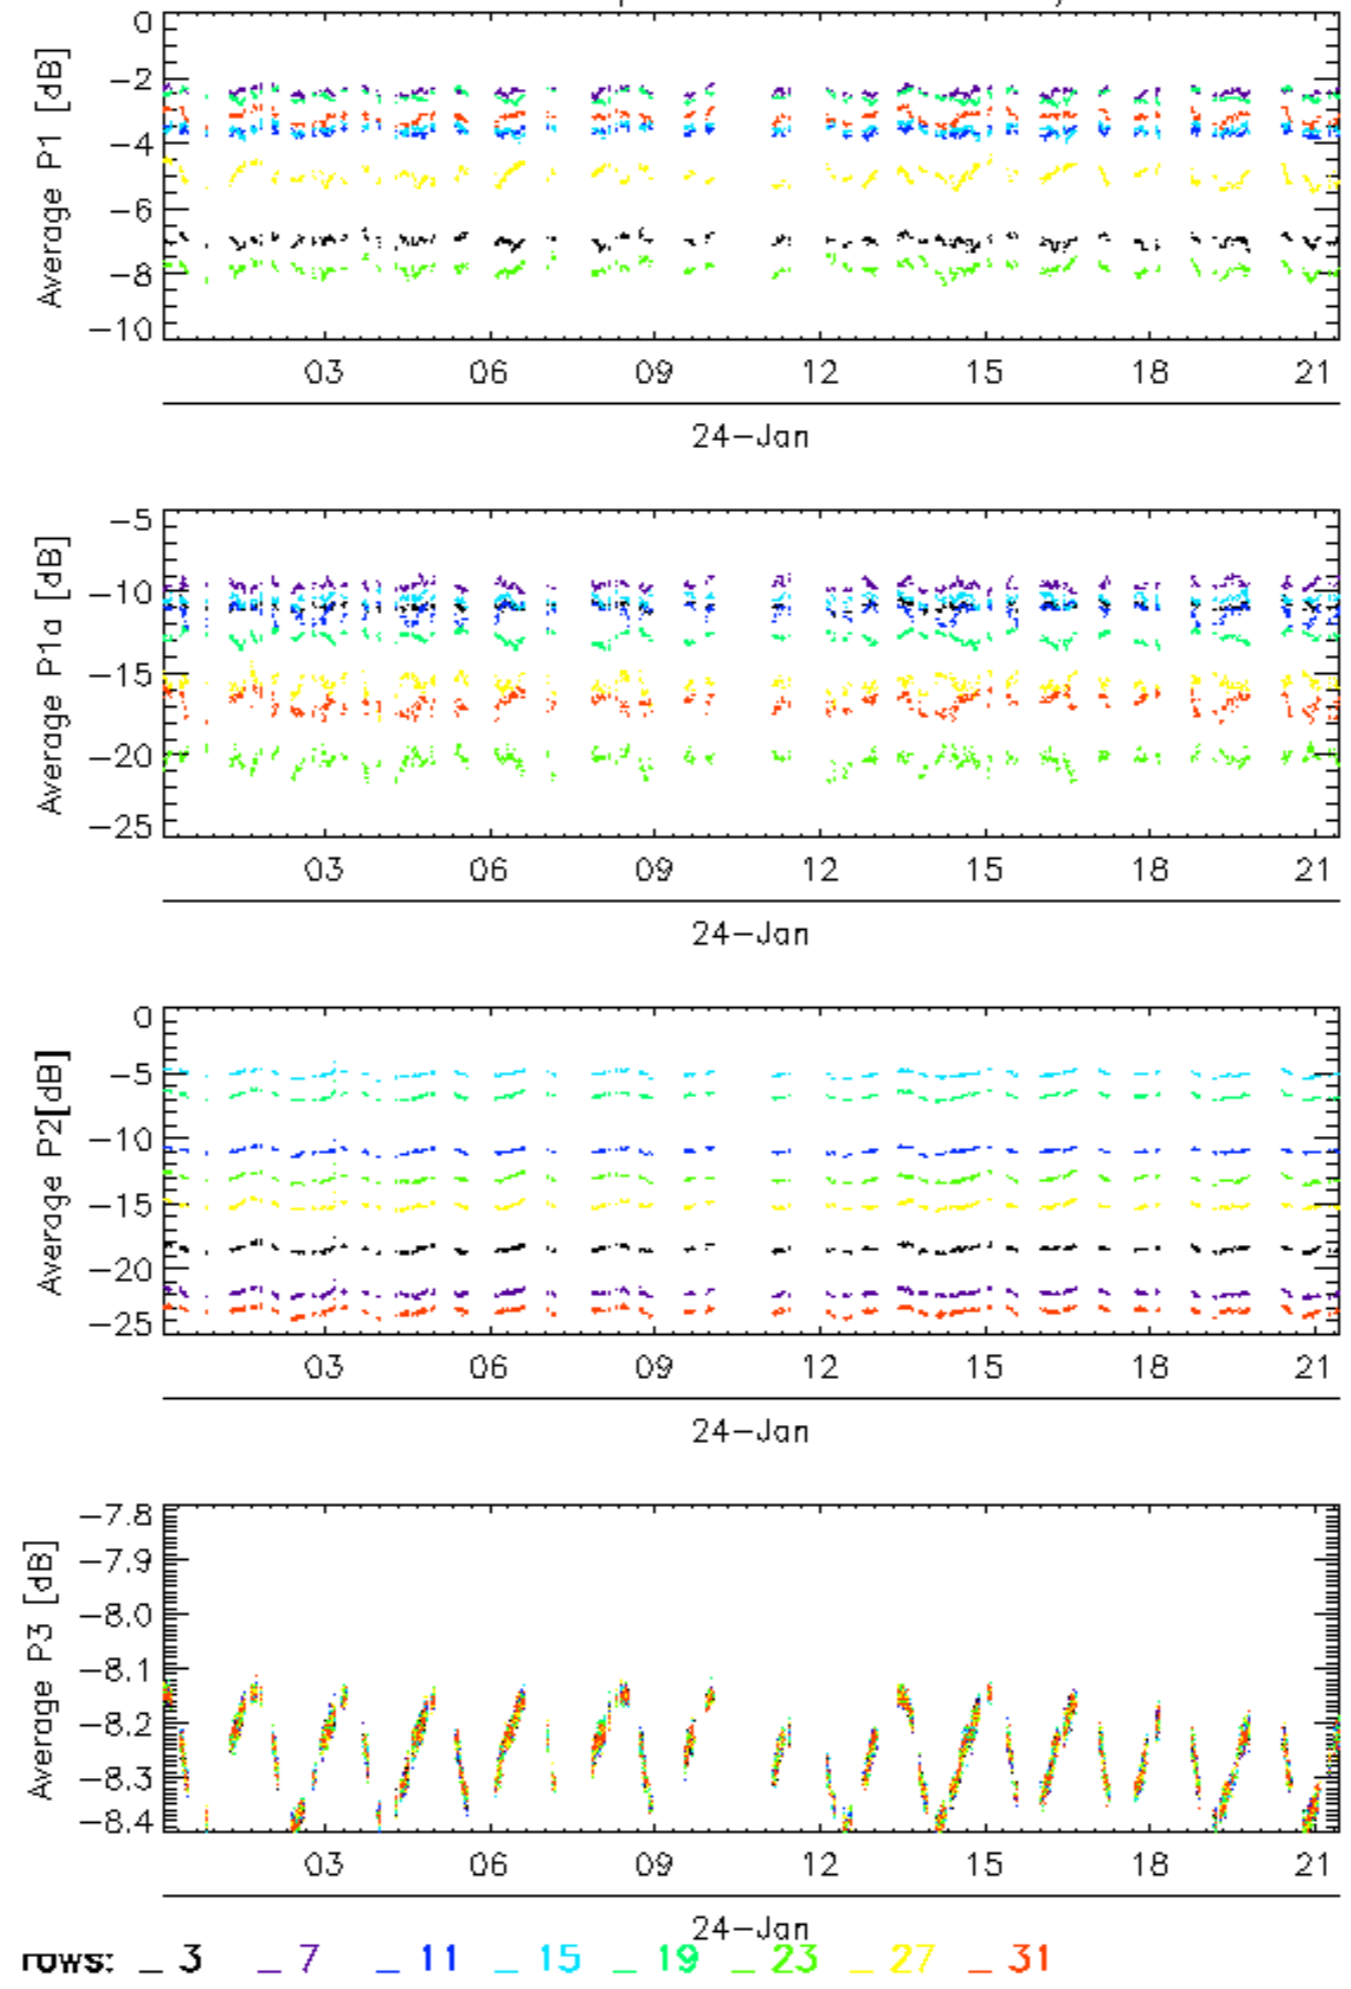 Average P1 [dB]
0
−2
−4
−6
−8
−10
03 06 09 12 15 18 21
24−Jan
Average P1a [dB]
−5
−10
−15
−20
−25
03 06 09 12 15 18 21
24−Jan
Average P2[dB]
0
−5
−10
−15
−20
−25
03 06 09 12 15 18 21
24−Jan
Average P3 [dB]
−7.8
−7.9
−8.0
−8.1
−8.2
−8.3
−8.4
03 06 09 12 15 18 21
24−Jan
rows: _ 3 _ 7 _ 11 _ 15 _ 19 _ 23 _ 27 _ 31